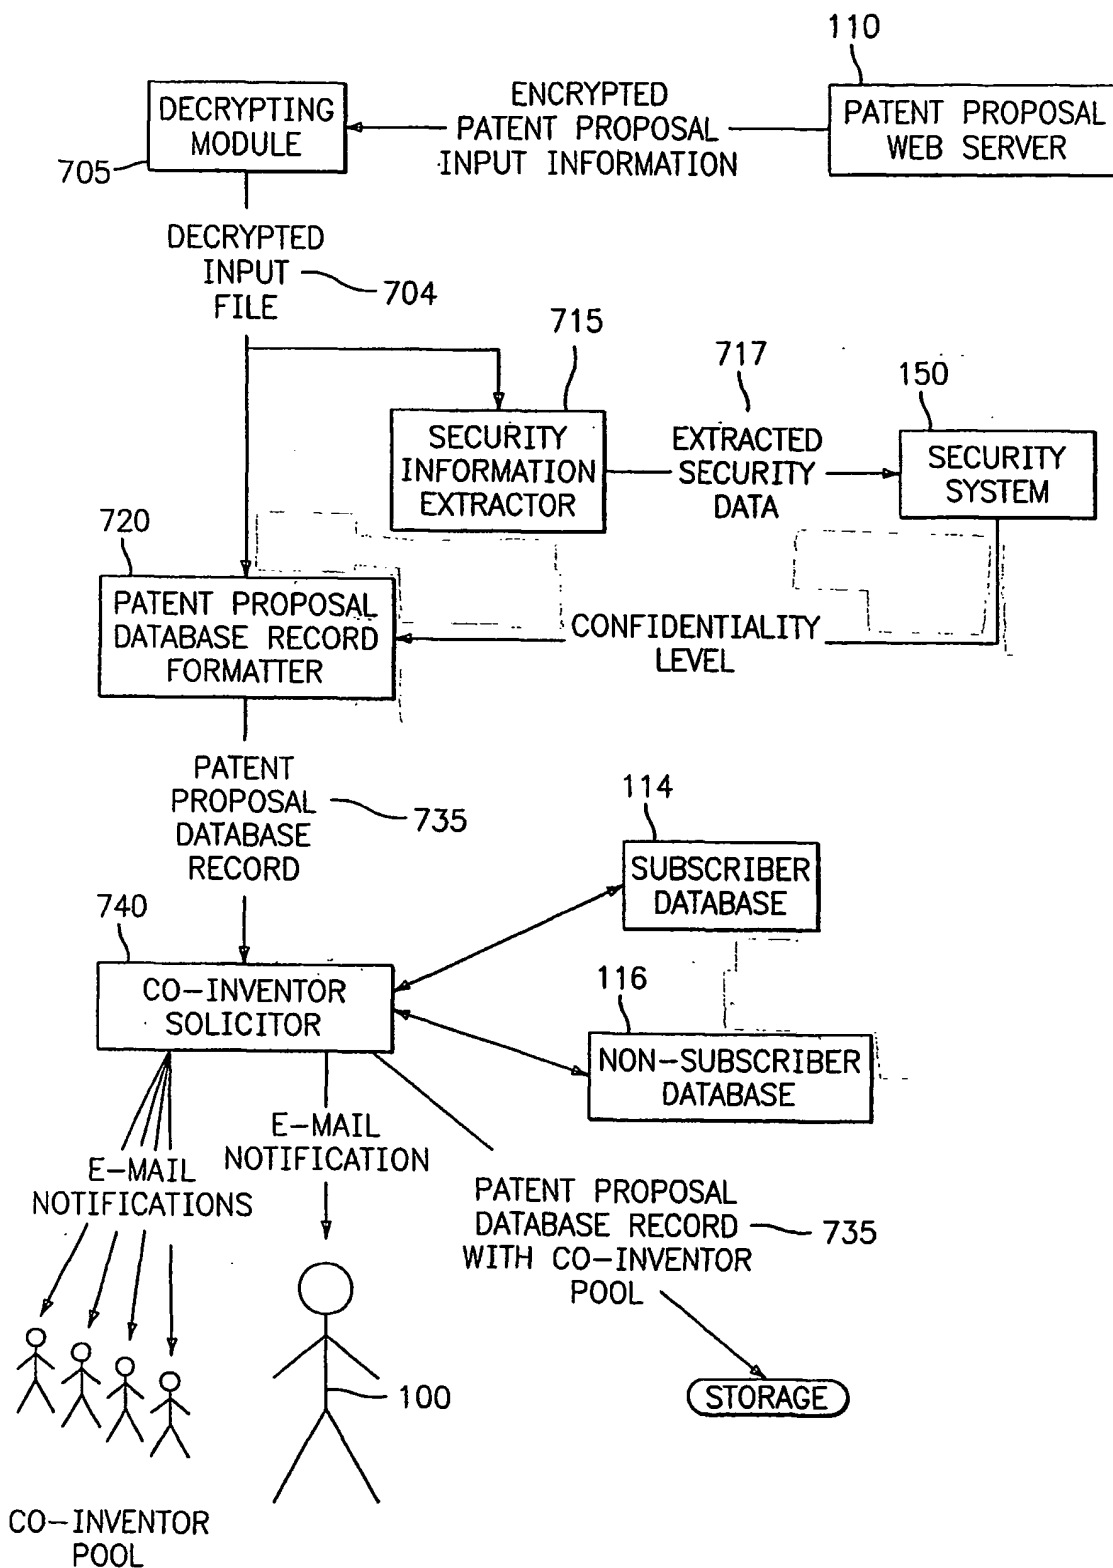 110
DECRYPTING
MODULE
705
ENCRYPTED
PATENT PROPOSAL
INPUT INFORMATION
PATENT PROPOSAL
WEB SERVER
DECRYPTED
INPUT
FILE
704
715
717
150
SECURITY
INFORMATION
EXTRACTOR
EXTRACTED
SECURITY
DATA
SECURITY
SYSTEM
720
PATENT PROPOSAL
DATABASE RECORD
FORMATTER
CONFIDENTIALITY
LEVEL
PATENT
PROPOSAL
DATABASE
RECORD
735
114
SUBSCRIBER
DATABASE
740
CO-INVENTOR
SOLICITOR
116
NON-SUBSCRIBER
DATABASE
E-MAIL
NOTIFICATIONS
E-MAIL
NOTIFICATION
PATENT PROPOSAL
DATABASE RECORD
WITH CO-INVENTOR
POOL
735
100
STORAGE
CO-INVENTOR
POOL